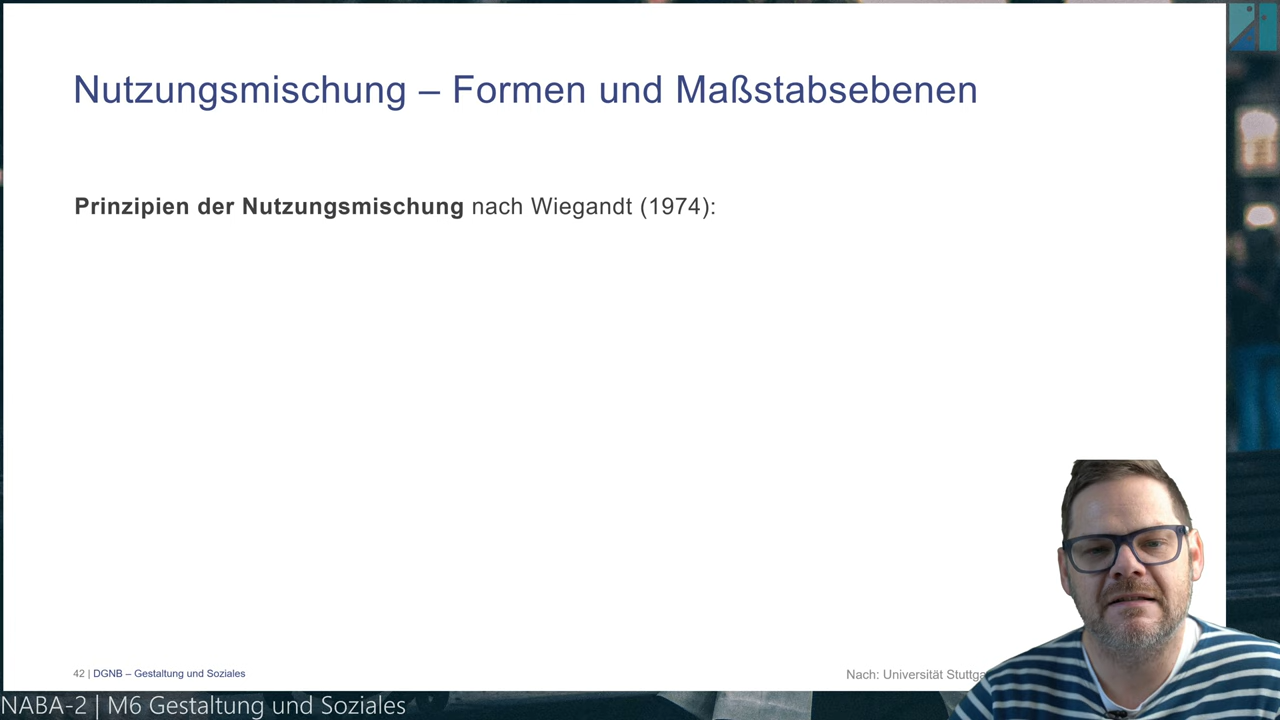 Nutzungsmischung – Formen und Maßstabsebenen
Prinzipien der Nutzungsmischung nach Wiegandt (1974):
42 | DGNB – Gestaltung und Soziales
Nach: Universität
NABA-2 | M6 Gestaltung und Soziales